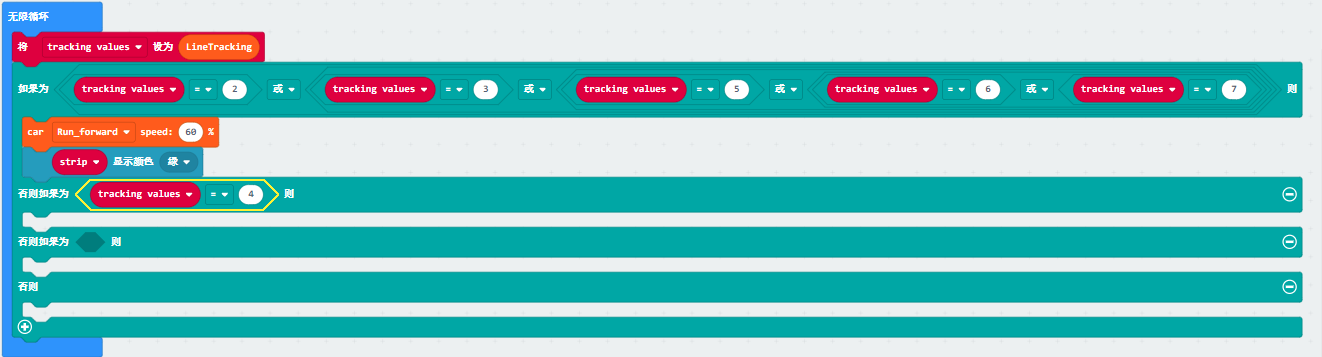 无限循环
将 tracking values 设为 LineTracking
如果为 tracking values = 2 或 tracking values = 3 或 tracking values = 5 或 tracking values = 6 或 tracking values = 7 则
car Run_forward speed: 60 %
strip 显示颜色 绿
否则如果为 tracking values = 4 则
否则如果为 则
否则